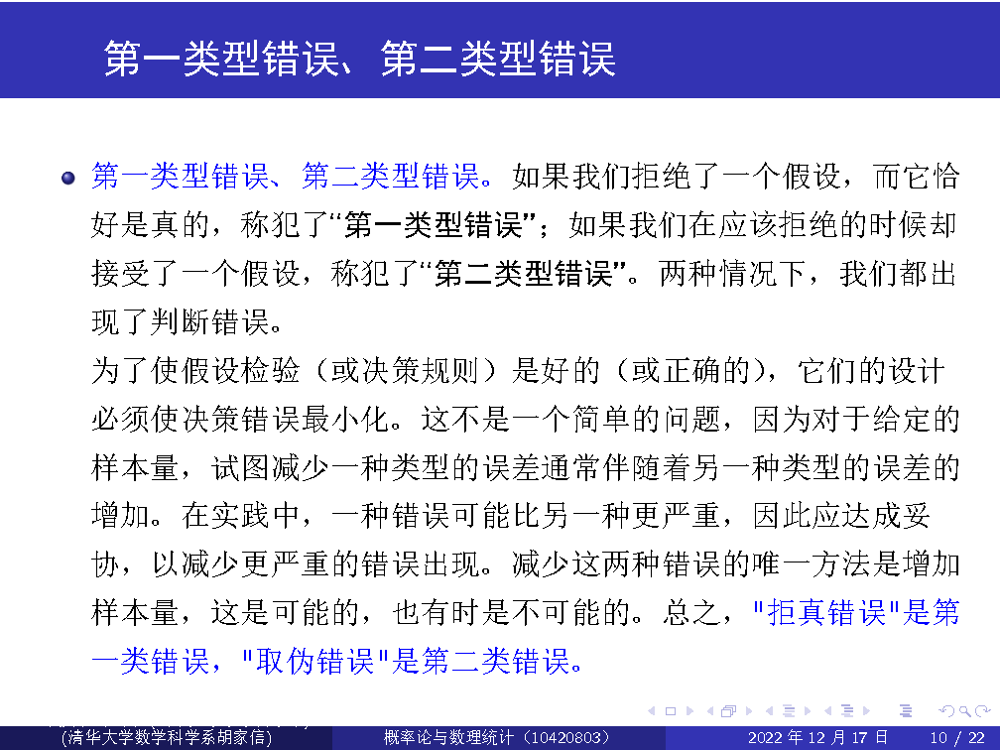 第一类型错误、第二类型错误
第一类型错误、第二类型错误。如果我们拒绝了一个假设，而它恰
好是真的，称犯了“第一类型错误”；如果我们在应该拒绝的时候却
接受了一个假设，称犯了“第二类型错误”。两种情况下，我们都出
现了判断错误。
为了使假设检验（或决策规则）是好的（或正确的），它们的设计
必须使决策错误最小化。这不是一个简单的问题，因为对于给定的
样本量，试图减少一种类型的误差通常伴随着另一种类型的误差的
增加。在实践中，一种错误可能比另一种更严重，因此应达成妥
协，以减少更严重的错误出现。减少这两种错误的唯一方法是增加
样本量，这是可能的，也有时是不可能的。总之，"拒真错误"是第
一类错误，"取伪错误"是第二类错误。
(清华大学数学科学系胡家信) 概率论与数理统计（10420803） 2022 年 12 月 17 日 10 / 22